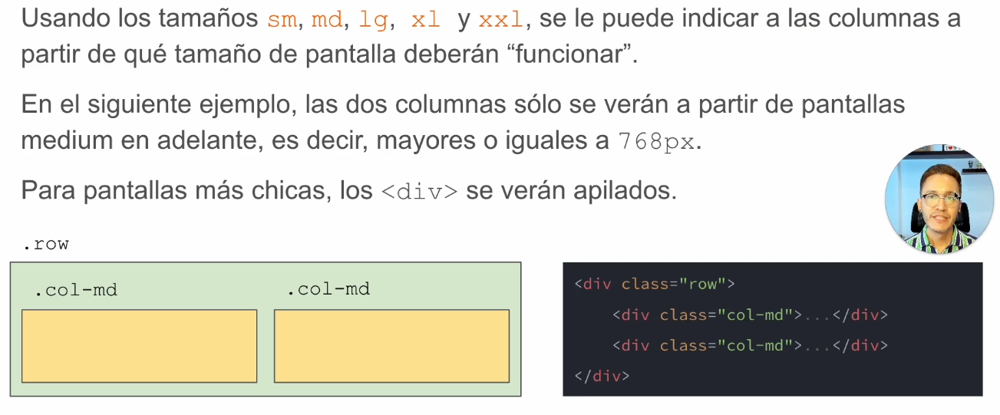 Usando los tamaños sm, md, lg, xl y xxl, se le puede indicar a las columnas a
partir de qué tamaño de pantalla deberán “funcionar”.
En el siguiente ejemplo, las dos columnas sólo se verán a partir de pantallas
medium en adelante, es decir, mayores o iguales a 768px.
Para pantallas más chicas, los <div> se verán apilados.
.row
.col-md
.col-md
<div class="row">
<div class="col-md">...</div>
<div class="col-md">...</div>
</div>